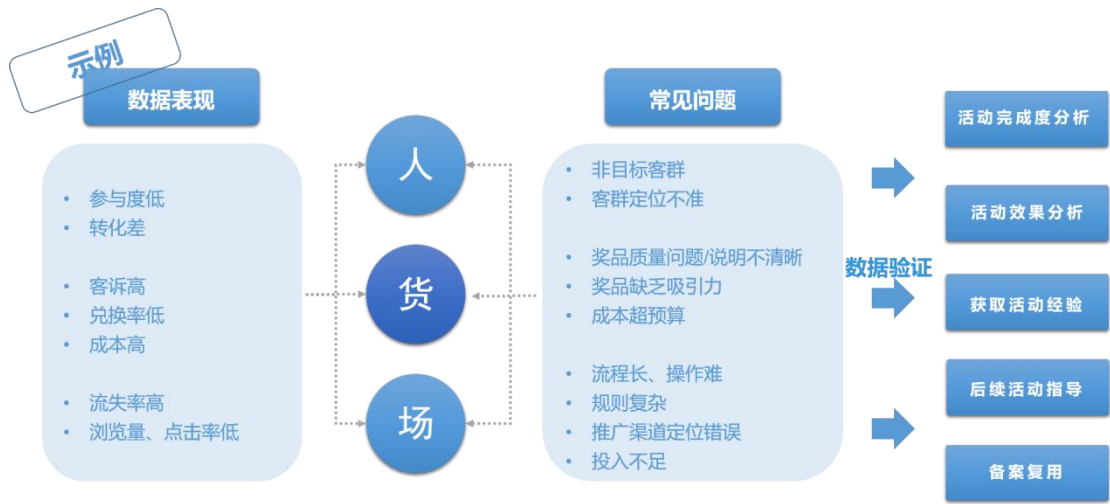 示例
数据表现
参与度低
转化差
客诉高
兑换率低
成本高
流失率高
浏览量、点击率低
人
货
场
常见问题
非目标客群
客群定位不准
奖品质量问题/说明不清晰
奖品缺乏吸引力
成本超预算
流程长、操作难
规则复杂
推广渠道定位错误
投入不足
数据验证
活动完成度分析
活动效果分析
获取活动经验
后续活动指导
备案复用